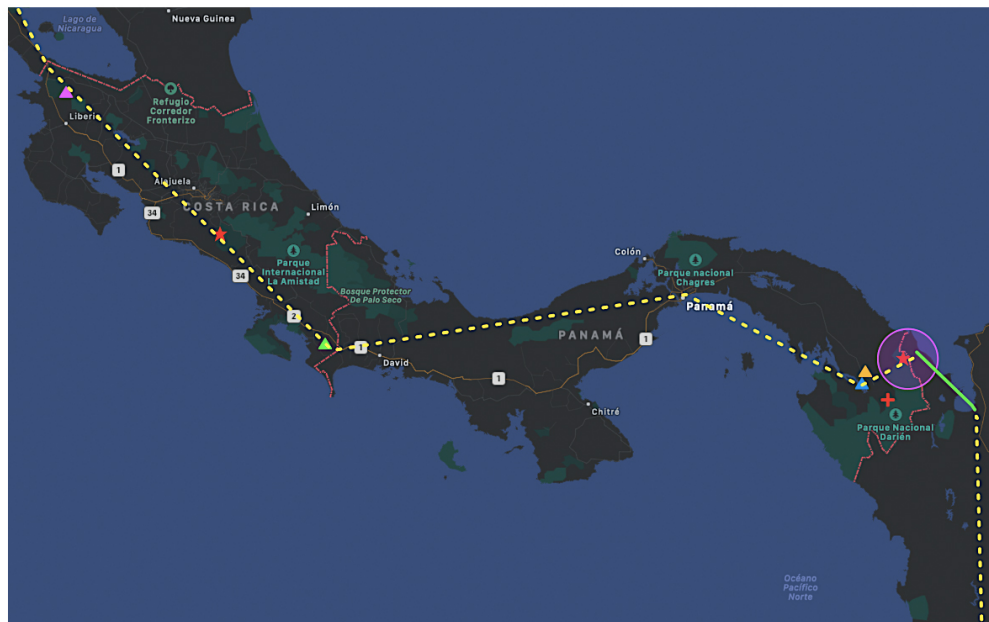 Lago de
Nicaragua
Nueva Guinea
Refugio
Corredor
Fronterizo
Liberia
1
Alajuela
34
COSTA RICA
Limón
34
Parque
Internacional
La Amistad
Bosque Protector
De Palo Seco
2
1
David
1
Colón
Parque nacional
Chagres
Panamá
PANAMÁ
1
Chitré
Parque Nacional
Darién
Océano
Pacífico
Norte